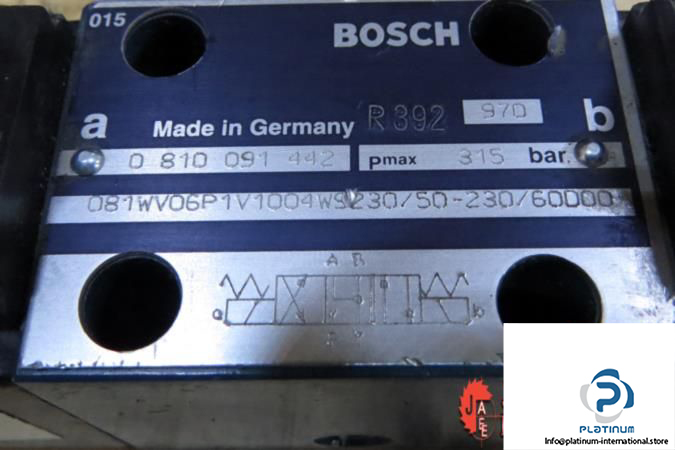 015
BOSCH
a
Made in Germany
R392
970
b
0 810 091 442
pmax 315 bar.
081WV06P1V1004WS230/50-230/60D00
A B
a
b
PLATINUM
Info@platinum-international.store